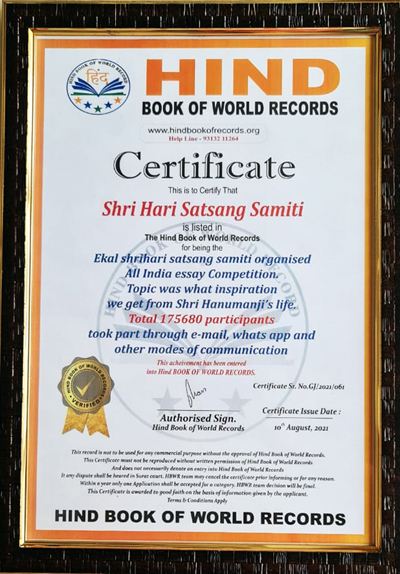 HIND BOOK OF WORLD RECORDS
हिंद
HIND
BOOK OF WORLD RECORDS
www.hindbookofrecords.org
Help Line - 93132 11264
Certificate
This is to Certify That
Shri Hari Satsang Samiti
is listed in
The Hind Book of World Records
for being the
Ekal shrihari satsang samiti organised
All India essay Competition.
Topic was what inspiration
we get from Shri Hanumanji's life.
Total 175680 participants
took part through e-mail, whats app and
other modes of communication
This acheivement has been entered
into Hind BOOK OF WORLD RECORDS.
Certificate Sr. No.GJ/2021/061
Authorised Sign.
Hind Book of World Records
Certificate Issue Date :
10th August, 2021
HIND BOOK OF WORLD RECORDS
VERIFIED
This record is not to be used for any commercial purpose without the approval of Hind Book of World Records.
This Certificate must not be reproduced without written permission of Hind Book of World Records
And does not necessarily denote an entry into Hind Book of World Records
If any dispute shall be heared in Surat court. HBWR team may cancel the certificate prior informing or for any reason.
Within a year only one Application shall be accepted for a category. HBWR team decision will be final.
This Certificate is awarded to good faith on the basis of information given by the applicant.
Terms & Conditions Apply
HIND BOOK OF WORLD RECORDS